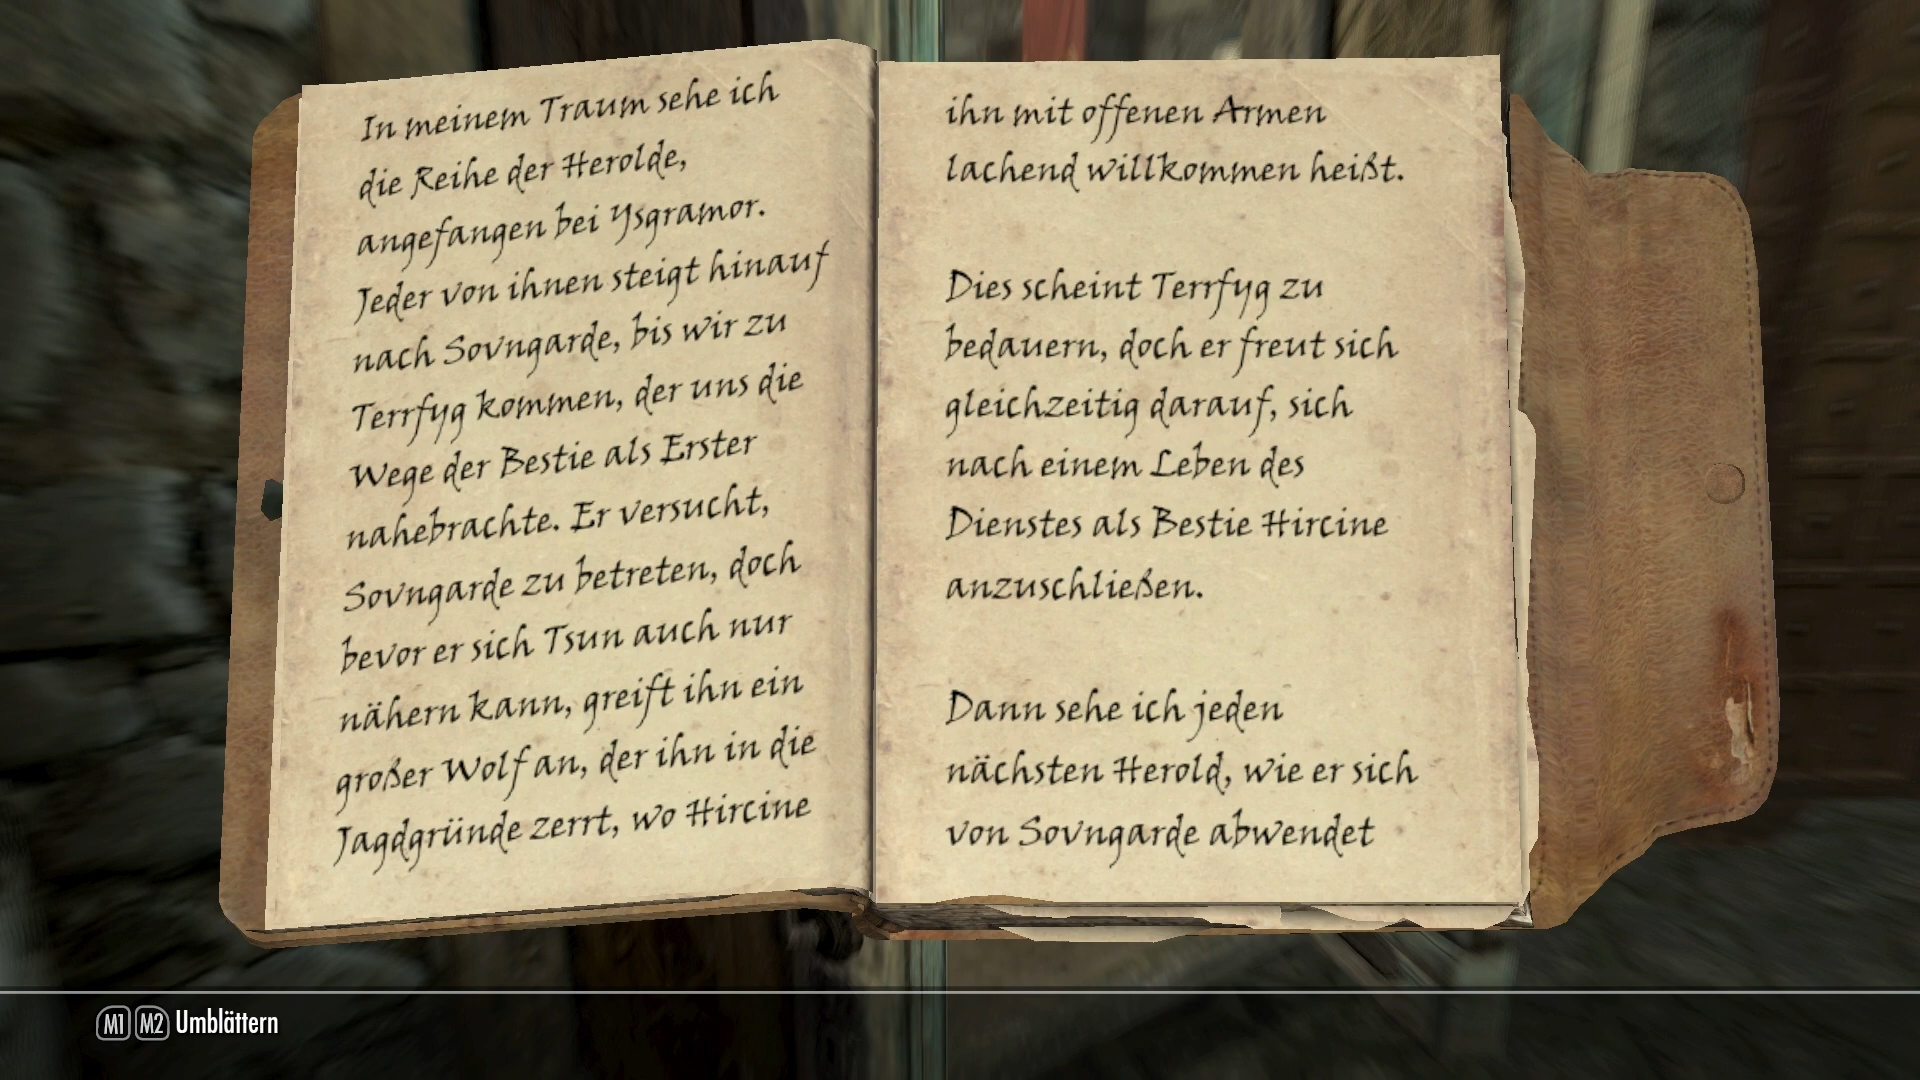 In meinem Traum sehe ich
die Reihe der Herolde,
angefangen bei Ysgramor.
Jeder von ihnen steigt hinauf
nach Sovngarde, bis wir zu
Terrfyg kommen, der uns die
Wege der Bestie als Erster
nahebrachte. Er versucht,
Sovngarde zu betreten, doch
bevor er sich Tsun auch nur
nähern kann, greift ihn ein
großer Wolf an, der ihn in die
Jagdgründe zerrt, wo Hircine
ihn mit offenen Armen
lachend willkommen heißt.
Dies scheint Terrfyg zu
bedauern, doch er freut sich
gleichzeitig darauf, sich
nach einem Leben des
Dienstes als Bestie Hircine
anzuschließen.
Dann sehe ich jeden
nächsten Herold, wie er sich
von Sovngarde abwendet
M1 M2 Umblättern